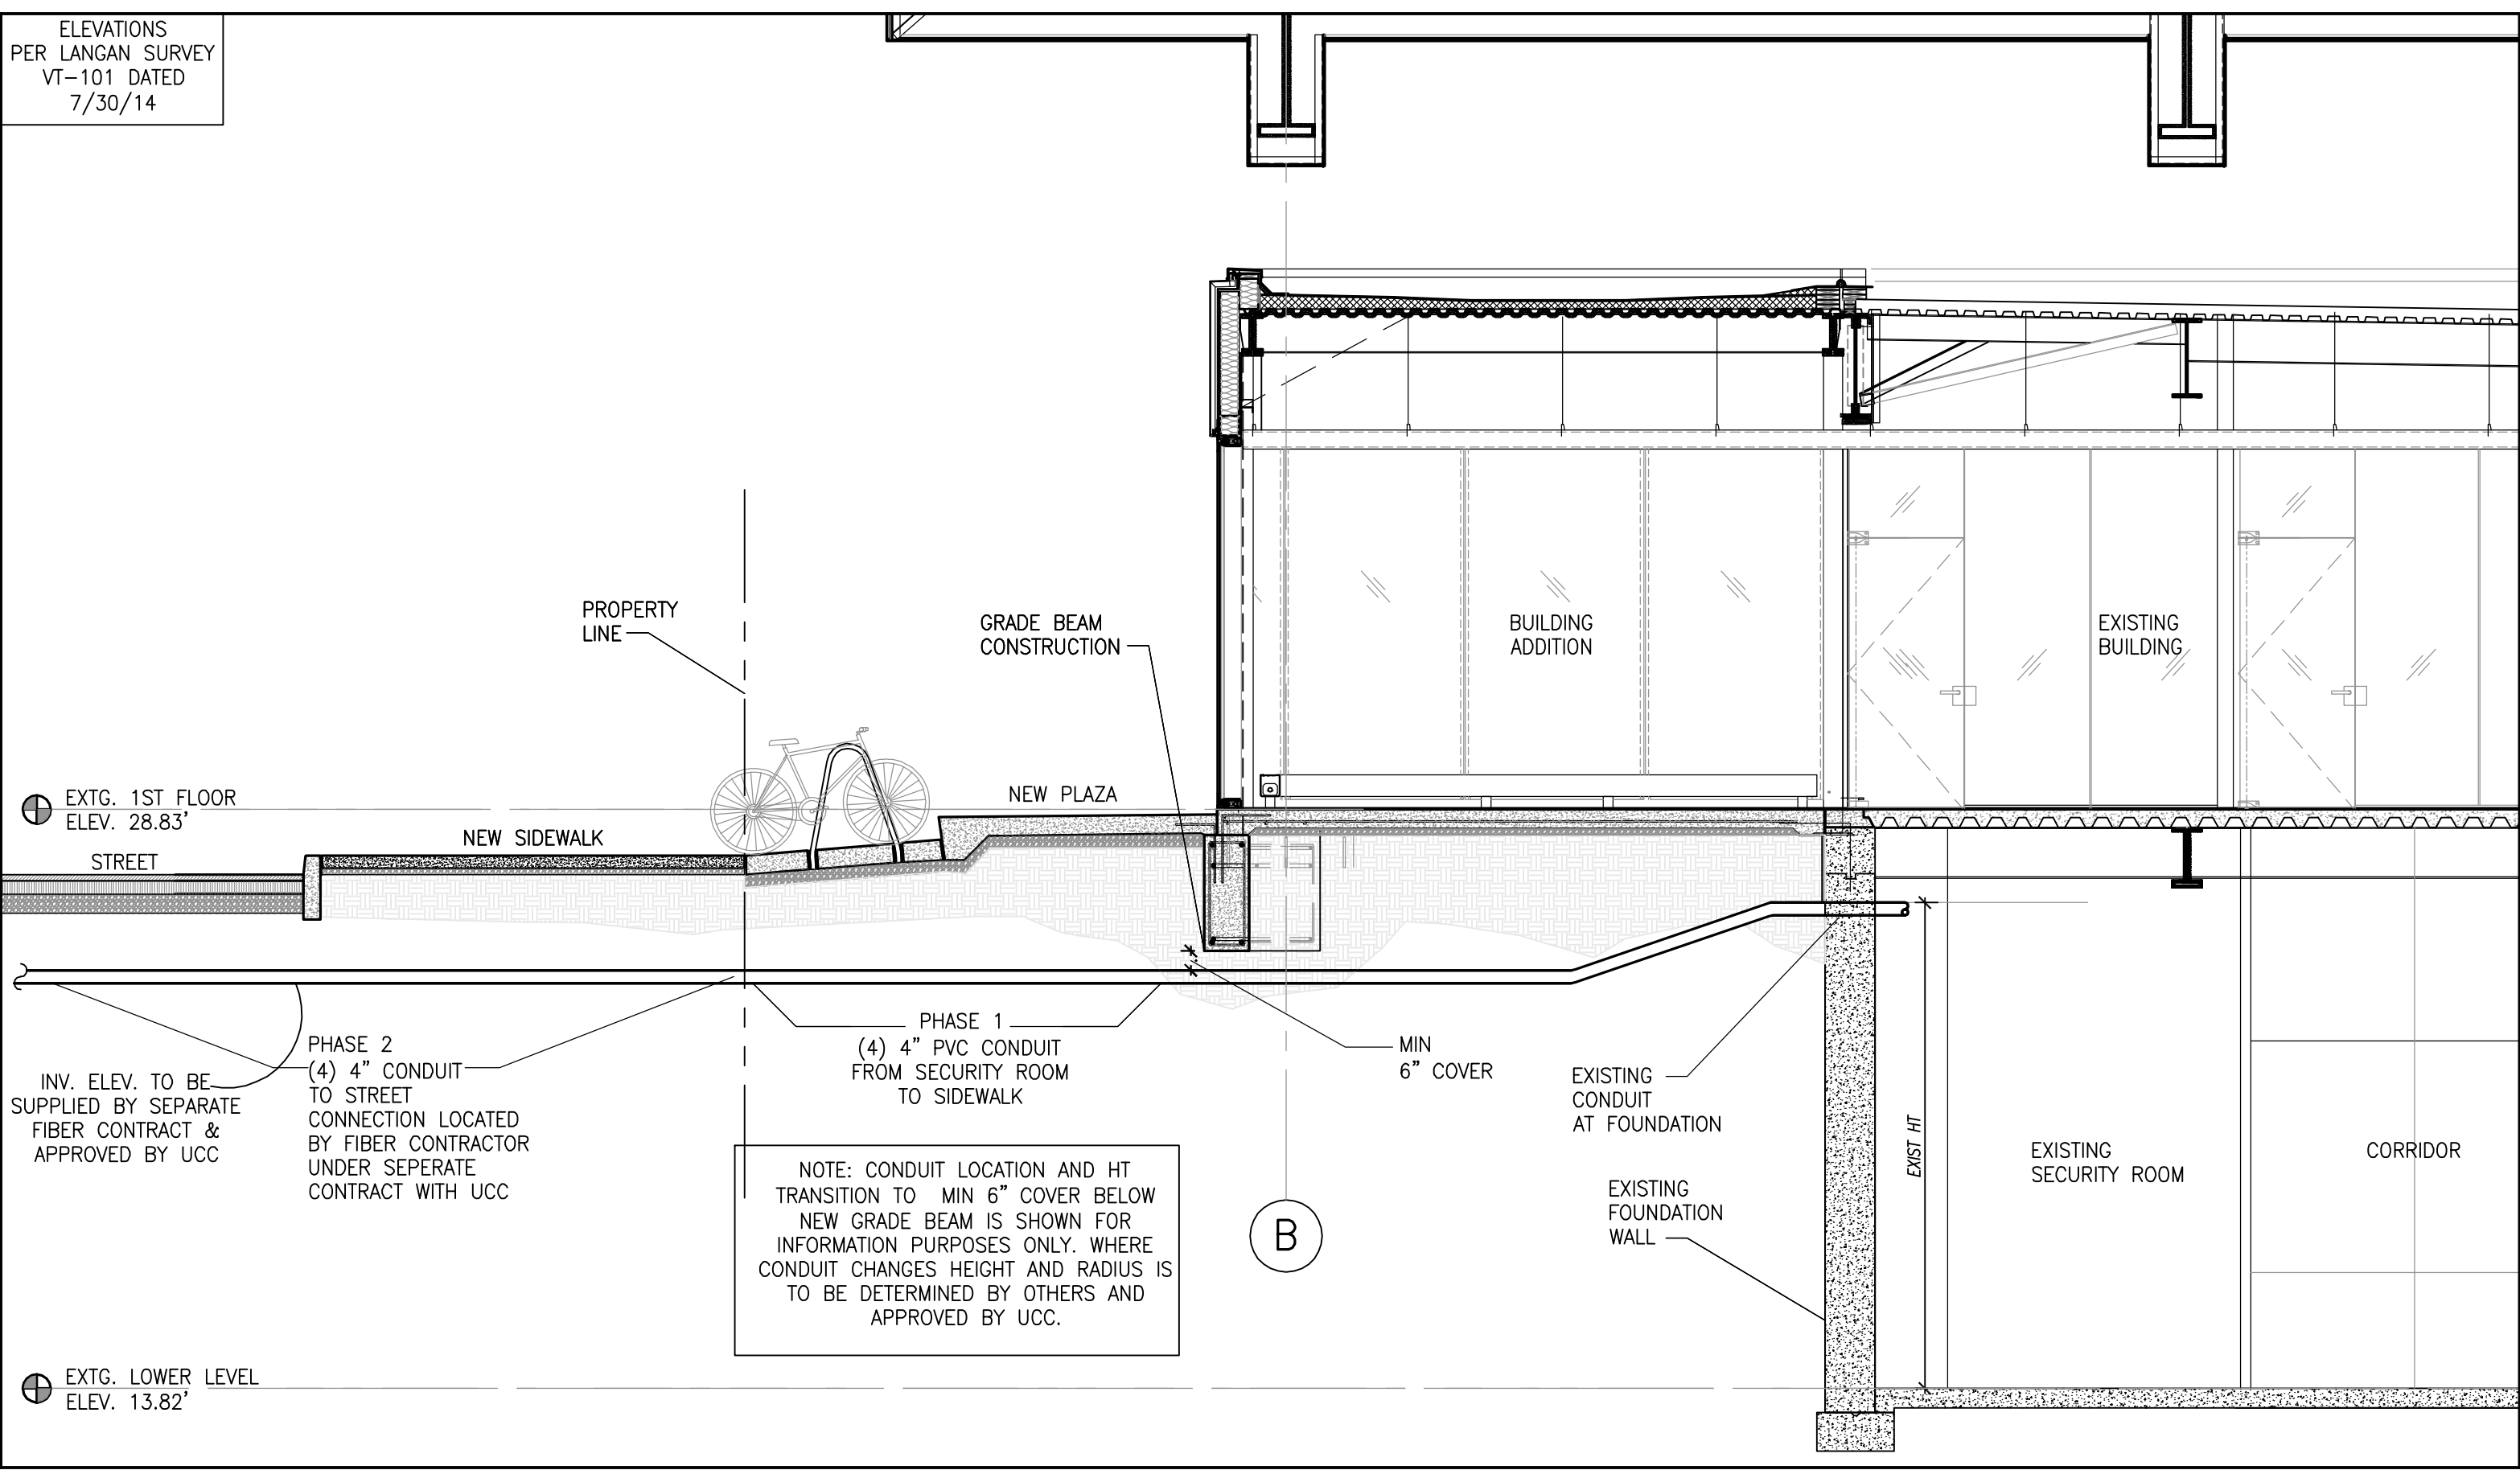 ELEVATIONS
PER LANGAN SURVEY
VT-101 DATED
7/30/14
PROPERTY
LINE
GRADE BEAM
CONSTRUCTION
BUILDING
ADDITION
EXISTING
BUILDING
EXTG. 1ST FLOOR
ELEV. 28.83'
NEW PLAZA
NEW SIDEWALK
STREET
INV. ELEV. TO BE
SUPPLIED BY SEPARATE
FIBER CONTRACT &
APPROVED BY UCC
PHASE 2
(4) 4" CONDUIT
TO STREET
CONNECTION LOCATED
BY FIBER CONTRACTOR
UNDER SEPERATE
CONTRACT WITH UCC
PHASE 1
(4) 4" PVC CONDUIT
FROM SECURITY ROOM
TO SIDEWALK
MIN
6" COVER
EXISTING
CONDUIT
AT FOUNDATION
NOTE: CONDUIT LOCATION AND HT
TRANSITION TO MIN 6" COVER BELOW
NEW GRADE BEAM IS SHOWN FOR
INFORMATION PURPOSES ONLY. WHERE
CONDUIT CHANGES HEIGHT AND RADIUS IS
TO BE DETERMINED BY OTHERS AND
APPROVED BY UCC.
B
EXISTING
FOUNDATION
WALL
EXIST HT
EXISTING
SECURITY ROOM
CORRIDOR
EXTG. LOWER LEVEL
ELEV. 13.82'